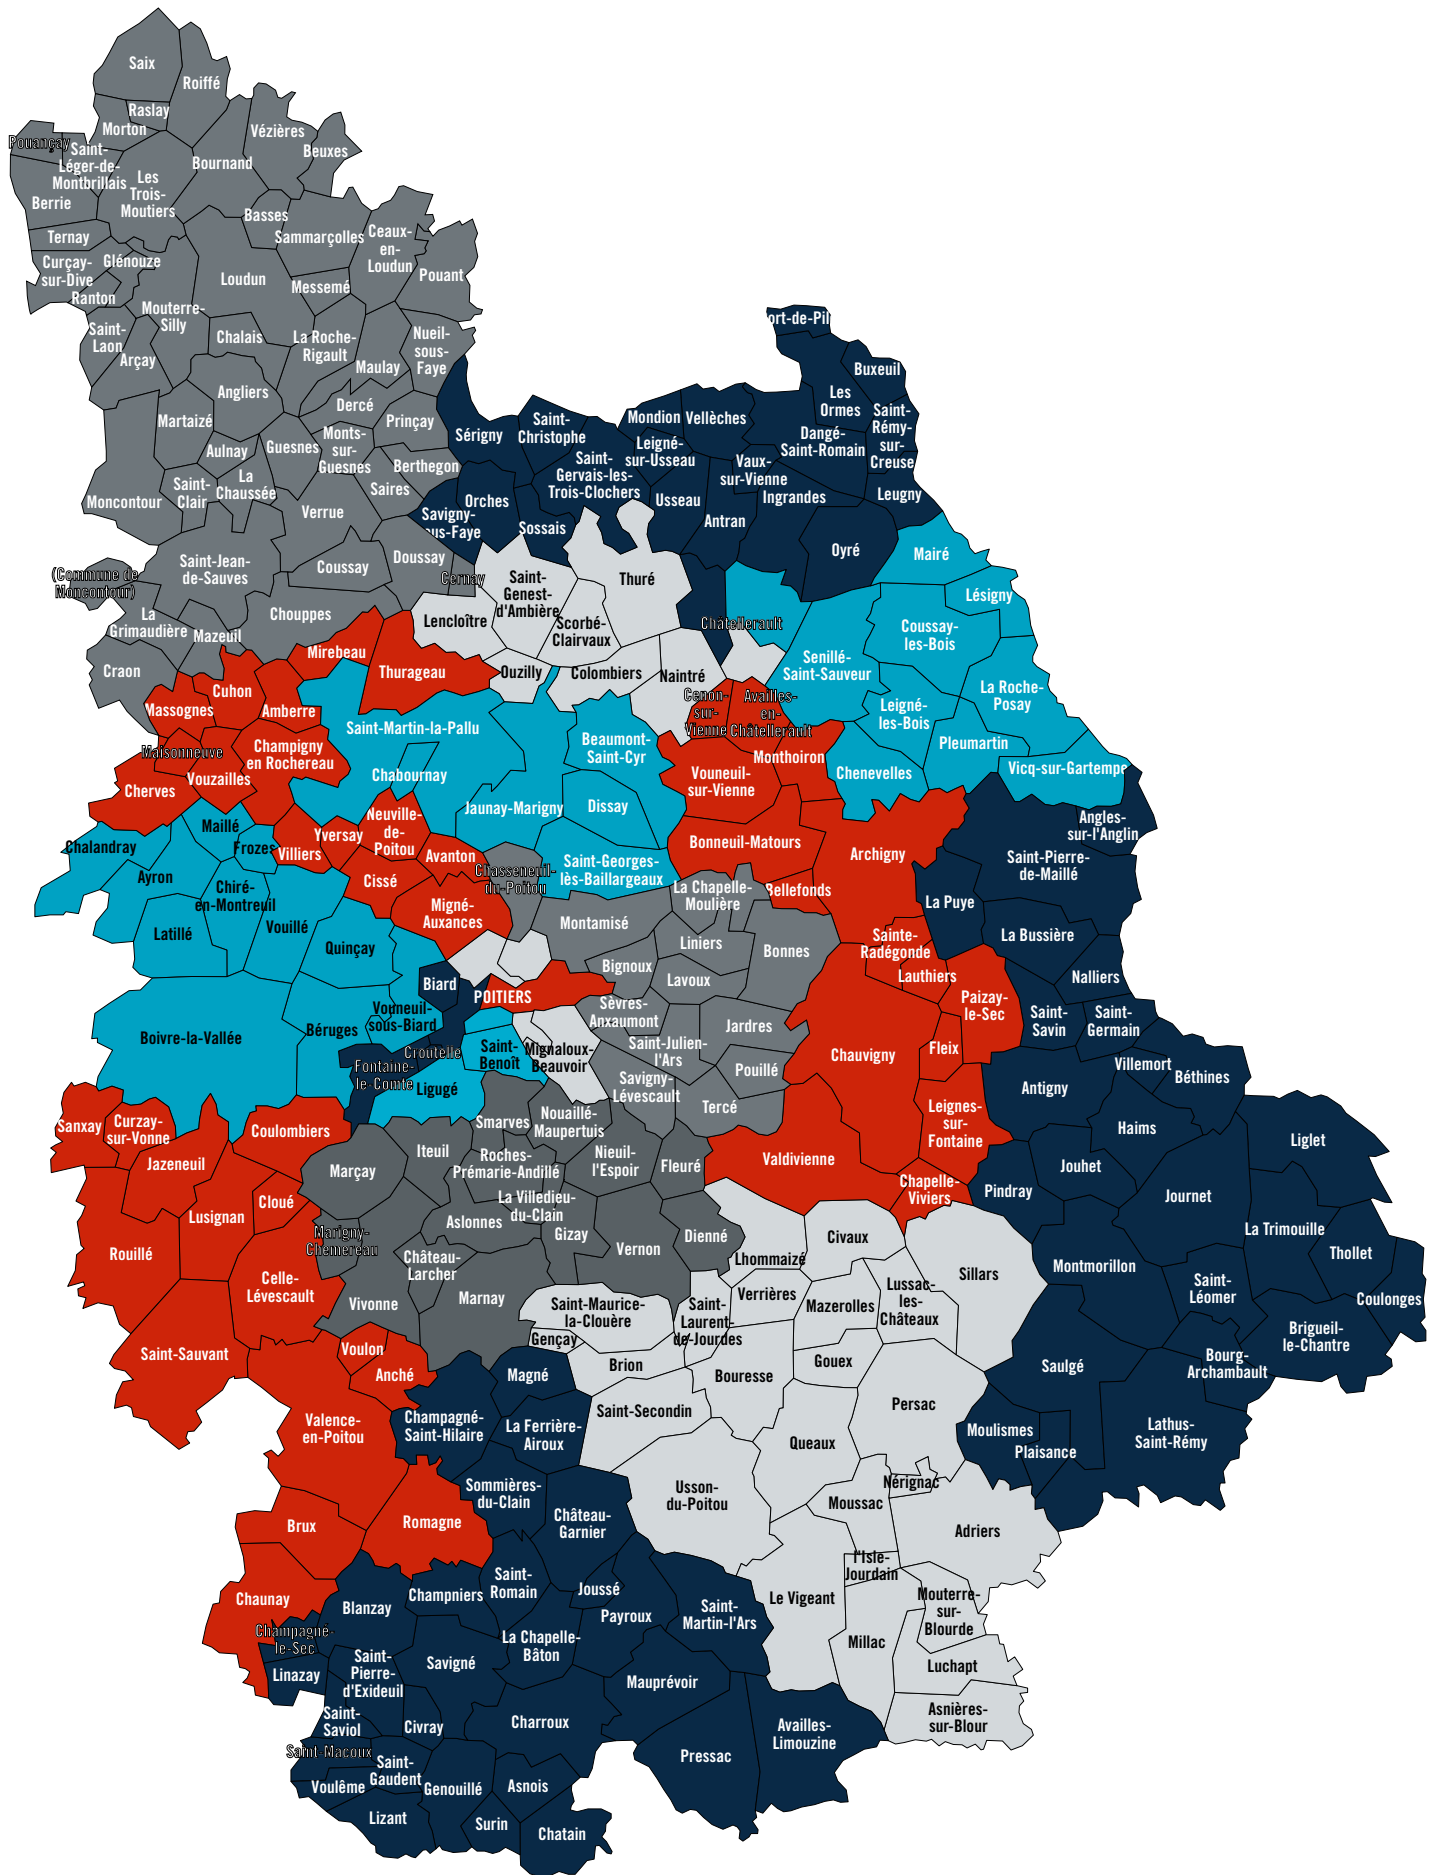 Saix
Roiffé
Raslay
Morton
Vézières
Beuxes
Pouançay
Saint-
Léger-de-
Montbrillais
Bournand
Les
Trois-
Moutiers
Berrie
Basses
Ternay
Sammarçolles
Ceaux-
en-
Loudun
Curçay-
sur-Dive
Glénouze
Loudun
Pouant
Messemé
Ranton
Mouterre-
Silly
Saint-
Laon
Chalais
La Roche-
Rigault
Nueil-
sous-
Faye
Arçay
Maulay
Angliers
Dercé
Martaizé
Prinçay
Monts-
sur-
Guesnes
Guesnes
Aulnay
Berthegon
La
Chaussée
Saint-
Clair
Saires
Moncontour
Verrue
Saint-Jean-
de-Sauves
Coussay
Doussay
Cernay
(Commune de
Moncontour)
La
Grimaudière
Chouppes
Mazeuil
Craon
ort-de-Pil
Buxeuil
Les
Ormes
Saint-
Rémy-
sur-
Creuse
Mondion
Vellèches
Sérigny
Saint-
Christophe
Leigné-
sur-Usseau
Dangé-
Saint-Romain
Saint-
Gervais-les-
Trois-Clochers
Vaux-
sur-Vienne
Ingrandes
Leugny
Usseau
Orches
Savigny-
us-Faye
Sossais
Antran
Oyré
Mairé
Lésigny
Thuré
Saint-
Genest-
d'Ambière
Lencloître
Scorbé-
Clairvaux
Châtellerault
Coussay-
les-Bois
Senillé-
Saint-Sauveur
Ouzilly
Colombiers
Naintré
La Roche-
Posay
Leigné-
les-Bois
Pleumartin
Vicq-sur-Gartempe
Chenevelles
Mirebeau
Thurageau
Cuhon
Massognes
Amberre
Cenon-
sur-
Vienne
Availles-
en-
Châtellerault
Saint-Martin-la-Pallu
Beaumont-
Saint-Cyr
Maisonneuve
Champigny
en Rochereau
Monthoiron
Chabournay
Vouzailles
Cherves
Vouneuil-
sur-Vienne
Jaunay-Marigny
Dissay
Neuville-
de-
Poitou
Maillé
Frozes
Yversay
Villiers
Chalandray
Avanton
Bonneuil-Matours
Archigny
Angles-
sur-l'Anglin
Saint-Pierre-
de-Maillé
Chasseneuil-
du-Poitou
Saint-Georges-
lès-Baillargeaux
Ayron
Chiré-
en-Montreuil
Cissé
La Chapelle-
Moulière
Bellefonds
La Puye
Migné-
Auxances
Latillé
Vouillé
Quinçay
Montamisé
Liniers
Bonnes
Sainte-
Radégonde
La Bussière
Bignoux
Lavoux
Lauthiers
Nalliers
Biard
POITIERS
Paizay-
le-Sec
Vouneuil-
sous-Biard
Sèvres-
Anxaumont
Jardres
Saint-
Savin
Saint-
Germain
Boivre-la-Vallée
Béruges
Croutelle
Saint-
Benoît
Mignaloux-
Beauvoir
Saint-Julien-
l'Ars
Chauvigny
Fleix
Fontaine-
le-Comte
Pouillé
Villemort
Béthines
Ligugé
Savigny-
Lévescault
Antigny
Tercé
Leignes-
sur-
Fontaine
Sanxay
Curzay-
sur-Vonne
Coulombiers
Smarves
Nouaillé-
Maupertuis
Haims
Liglet
Jazeneuil
Iteuil
Roches-
Prémarie-Andillé
Nieuil-
l'Espoir
Fleuré
Valdivienne
Jouhet
Marçay
Chapelle-
Viviers
Pindray
Journet
Cloué
Lusignan
La Villedieu-
du-Clain
Aslonnes
Gizay
Dienné
La Trimouille
Marigny-
Chemereau
Vernon
Civaux
Rouillé
Château-
Larcher
Lhommaizé
Thollet
Montmorillon
Celle-
Lévescault
Sillars
Lussac-
les-
Châteaux
Saint-
Léomer
Vivonne
Marnay
Verrières
Mazerolles
Coulonges
Saint-Maurice-
la-Clouère
Saint-
Laurent-
de-Jourdes
Gençay
Brigueil-
le-Chantre
Voulon
Saint-Sauvant
Brion
Gouex
Saulgé
Bourg-
Archambault
Anché
Magné
Bouresse
Persac
Champagné-
Saint-Hilaire
La Ferrière-
Airoux
Saint-Secondin
Valence-
en-Poitou
Moulismes
Lathus-
Saint-Rémy
Queaux
Plaisance
Sommières-
du-Clain
Usson-
du-Poitou
Nérignac
Moussac
Château-
Garnier
Brux
Romagne
Adriers
l'Isle-
Jourdain
Saint-
Romain
Joussé
Champniers
Chaunay
Blanzay
Le Vigeant
Mouterre-
sur-
Blourde
Saint-
Martin-l'Ars
Payroux
Champagné-
le-Sec
La Chapelle-
Bâton
Millac
Savigné
Saint-
Pierre-
d'Exideuil
Linazay
Luchapt
Mauprévoir
Saint-
Saviol
Civray
Charroux
Asnières-
sur-Blour
Availles-
Limouzine
Saint-Macoux
Pressac
Saint-
Gaudent
Voulême
Genouillé
Asnois
Lizant
Surin
Chatain